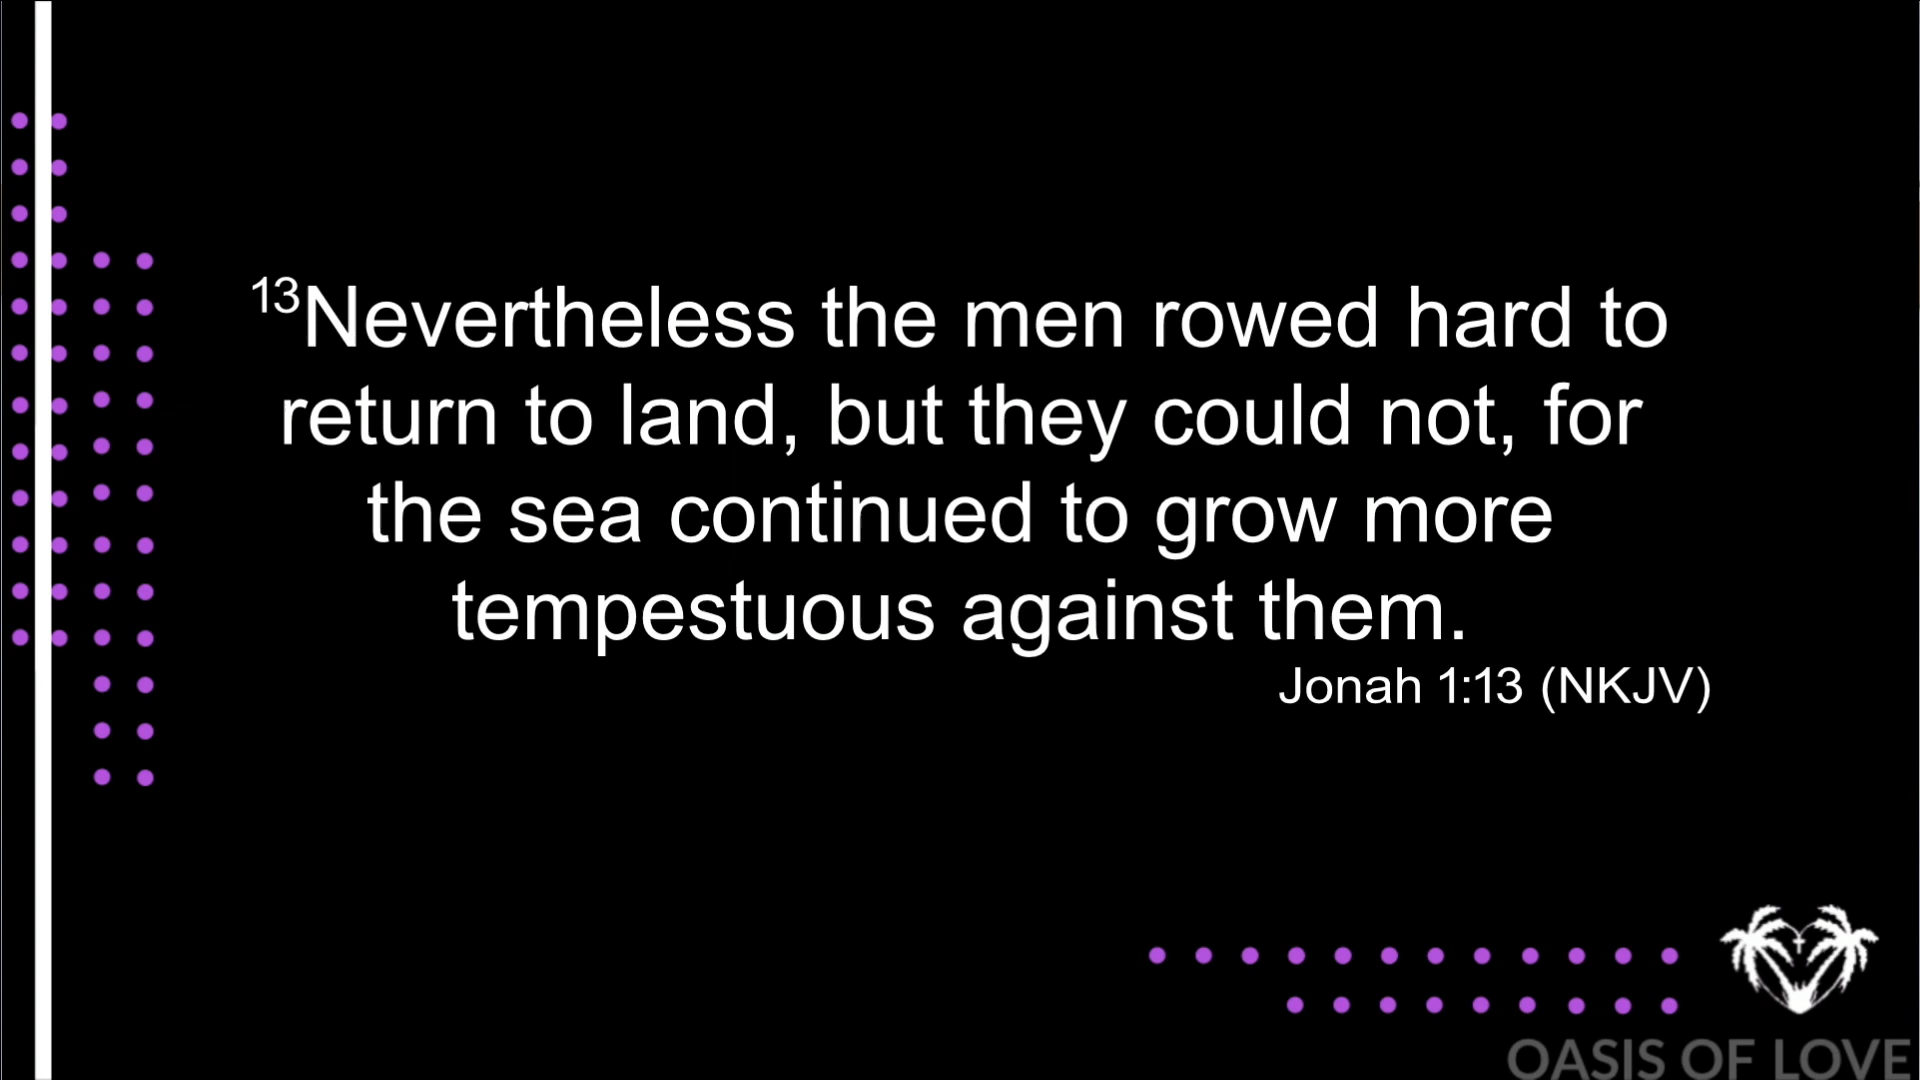 ¹³Nevertheless the men rowed hard to
return to land, but they could not, for
the sea continued to grow more
tempestuous against them.
Jonah 1:13 (NKJV)
OASIS OF LOVE